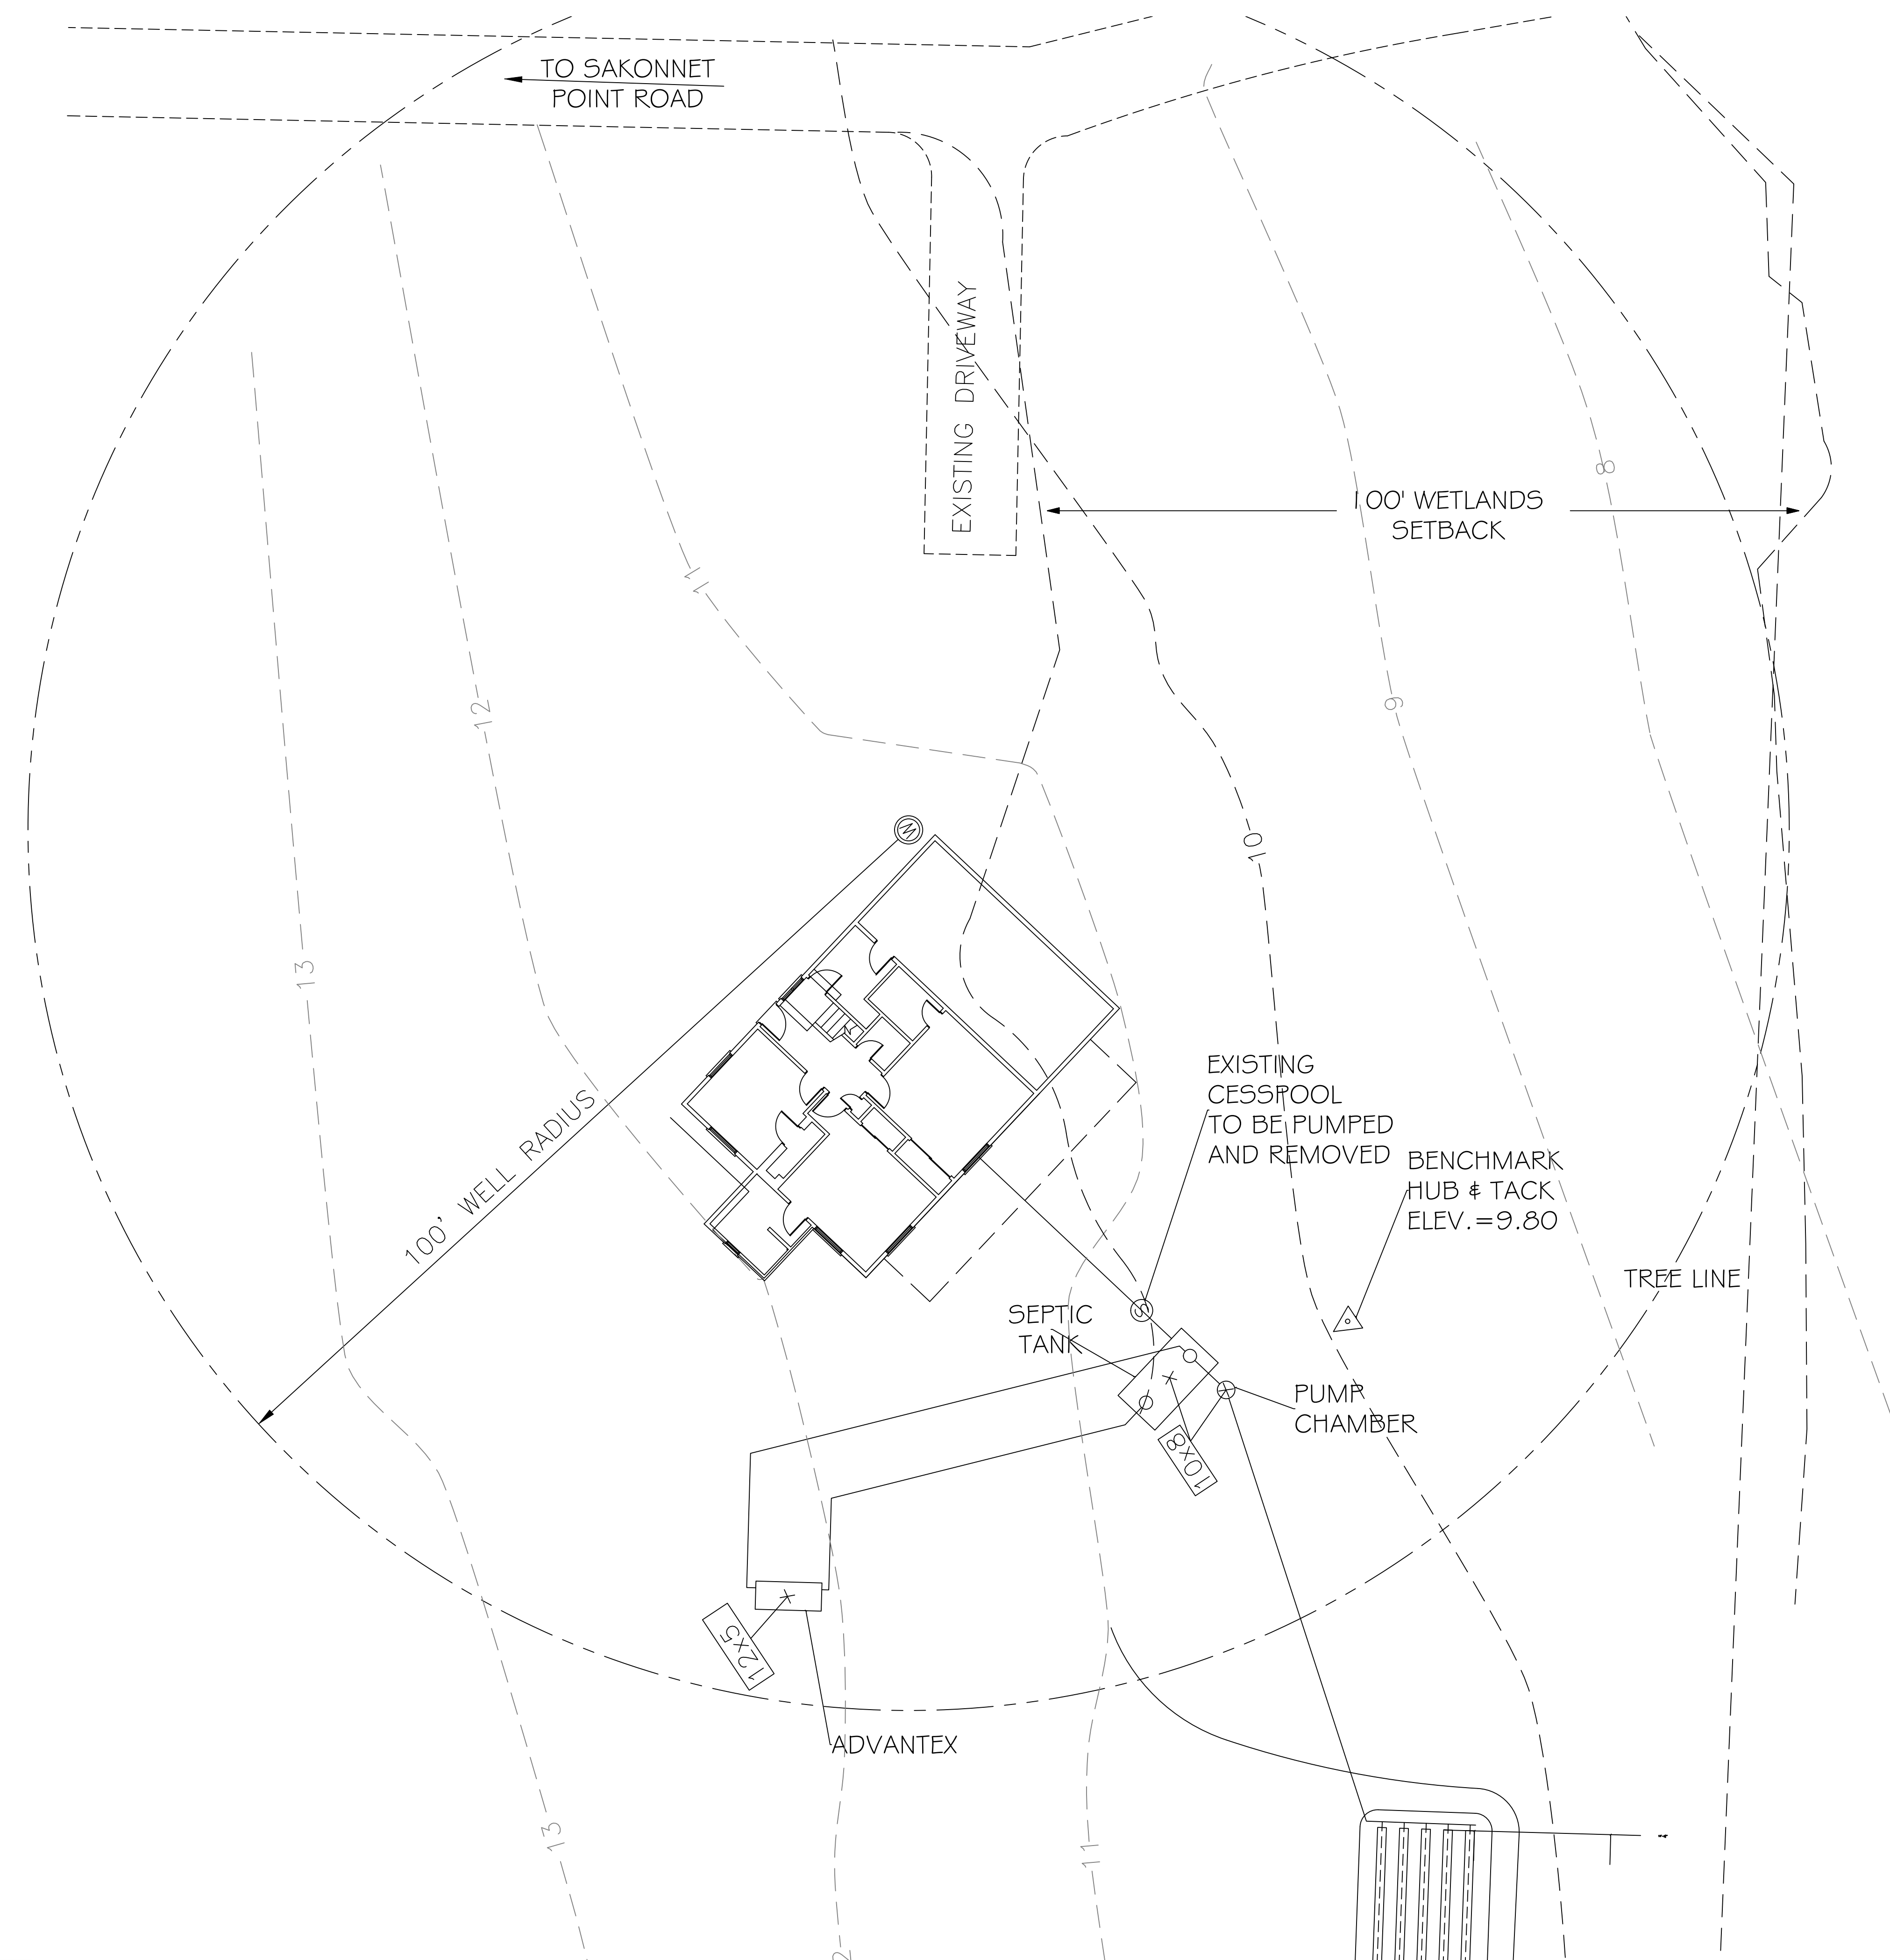 TO SAKONNET
POINT ROAD
EXISTING DRIVEWAY
100' WETLANDS
SETBACK
8
11
12
9
10
13
W
100' WELL RADIUS
EXISTING
CESSPOOL
TO BE PUMPED
AND REMOVED
BENCHMARK
HUB & TACK
ELEV.=9.80
TREE LINE
S
SEPTIC
TANK
PUMP
CHAMBER
10x8
12x5
ADVANTEX
13
11